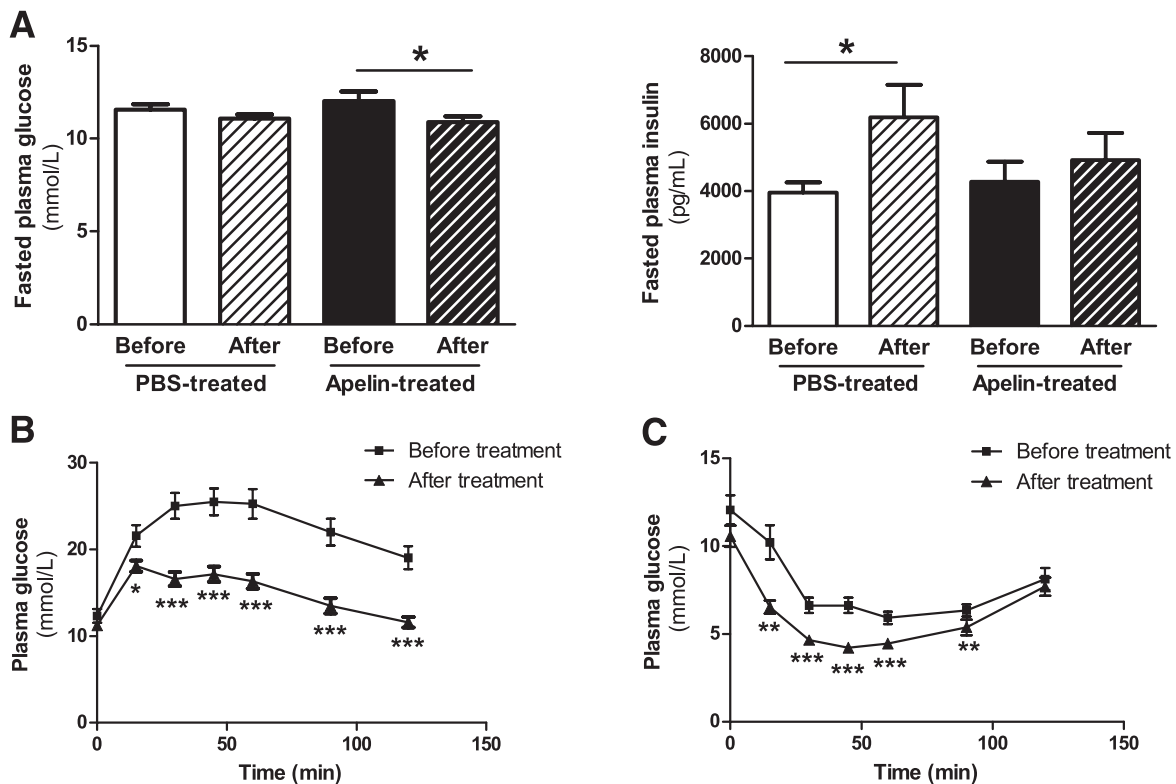 A
Fasted plasma glucose
(mmol/L)
15
10
5
0
*
Before After Before After
PBS-treated Apelin-treated
Fasted plasma insulin
(pg/mL)
8000
6000
4000
2000
0
*
Before After Before After
PBS-treated Apelin-treated
B
Before treatment
After treatment
Plasma glucose
(mmol/L)
30
20
10
0
* *** *** *** *** ***
0 50 100 150
Time (min)
C
Before treatment
After treatment
Plasma glucose
(mmol/L)
15
10
5
0
** *** *** *** **
0 50 100 150
Time (min)